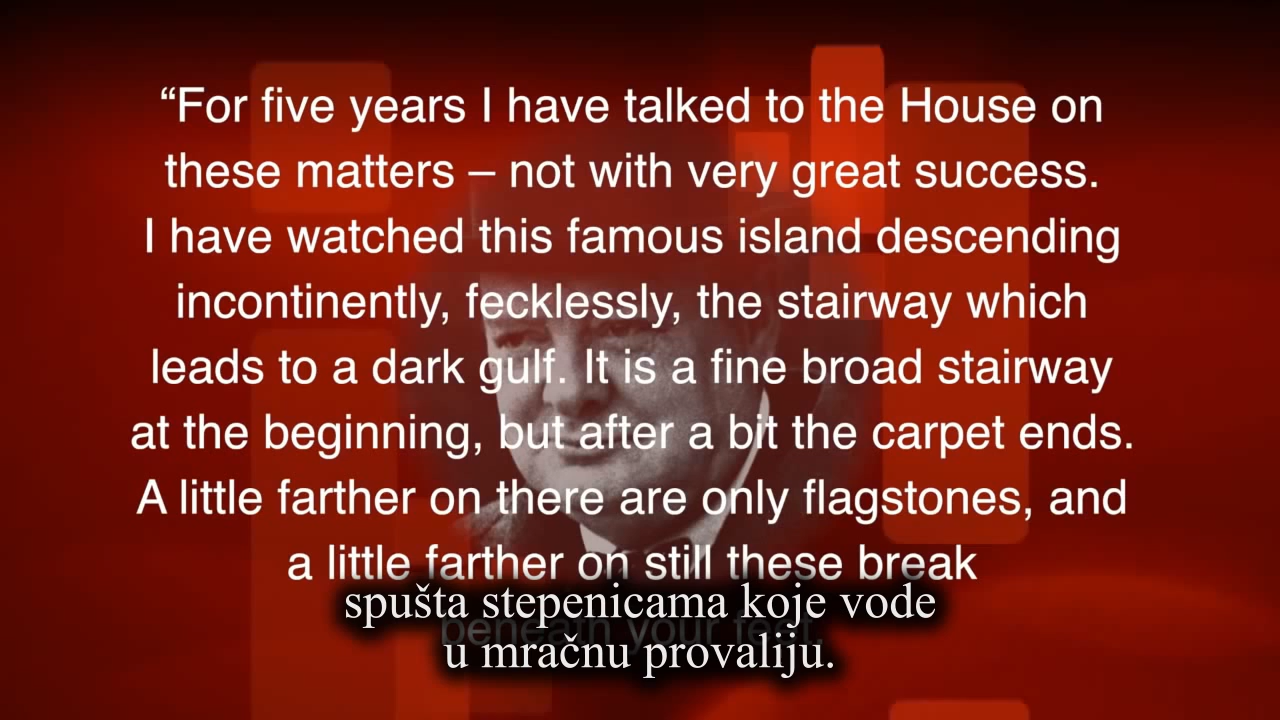 “For five years I have talked to the House on
these matters – not with very great success.
I have watched this famous island descending
incontinently, fecklessly, the stairway which
leads to a dark gulf. It is a fine broad stairway
at the beginning, but after a bit the carpet ends.
A little farther on there are only flagstones, and
a little farther on still these break
beneath your feet.
spušta stepenicama koje vode
u mračnu provaliju.